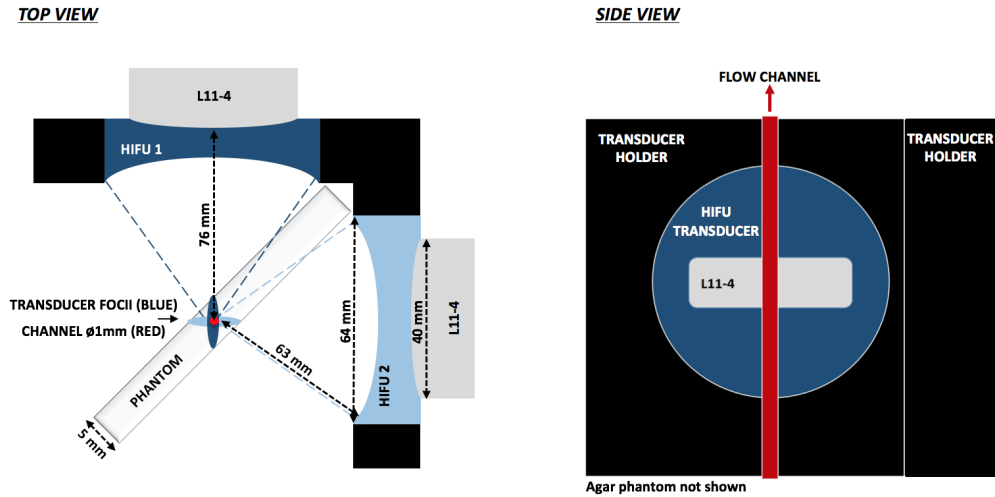 TOP VIEW
L11-4
HIFU 1
76 mm
TRANSDUCER FOCII (BLUE)
CHANNEL ø1mm (RED)
PHANTOM
5 mm
63 mm
64 mm
HIFU 2
40 mm
L11-4
SIDE VIEW
FLOW CHANNEL
TRANSDUCER
HOLDER
TRANSDUCER
HOLDER
HIFU
TRANSDUCER
L11-4
Agar phantom not shown